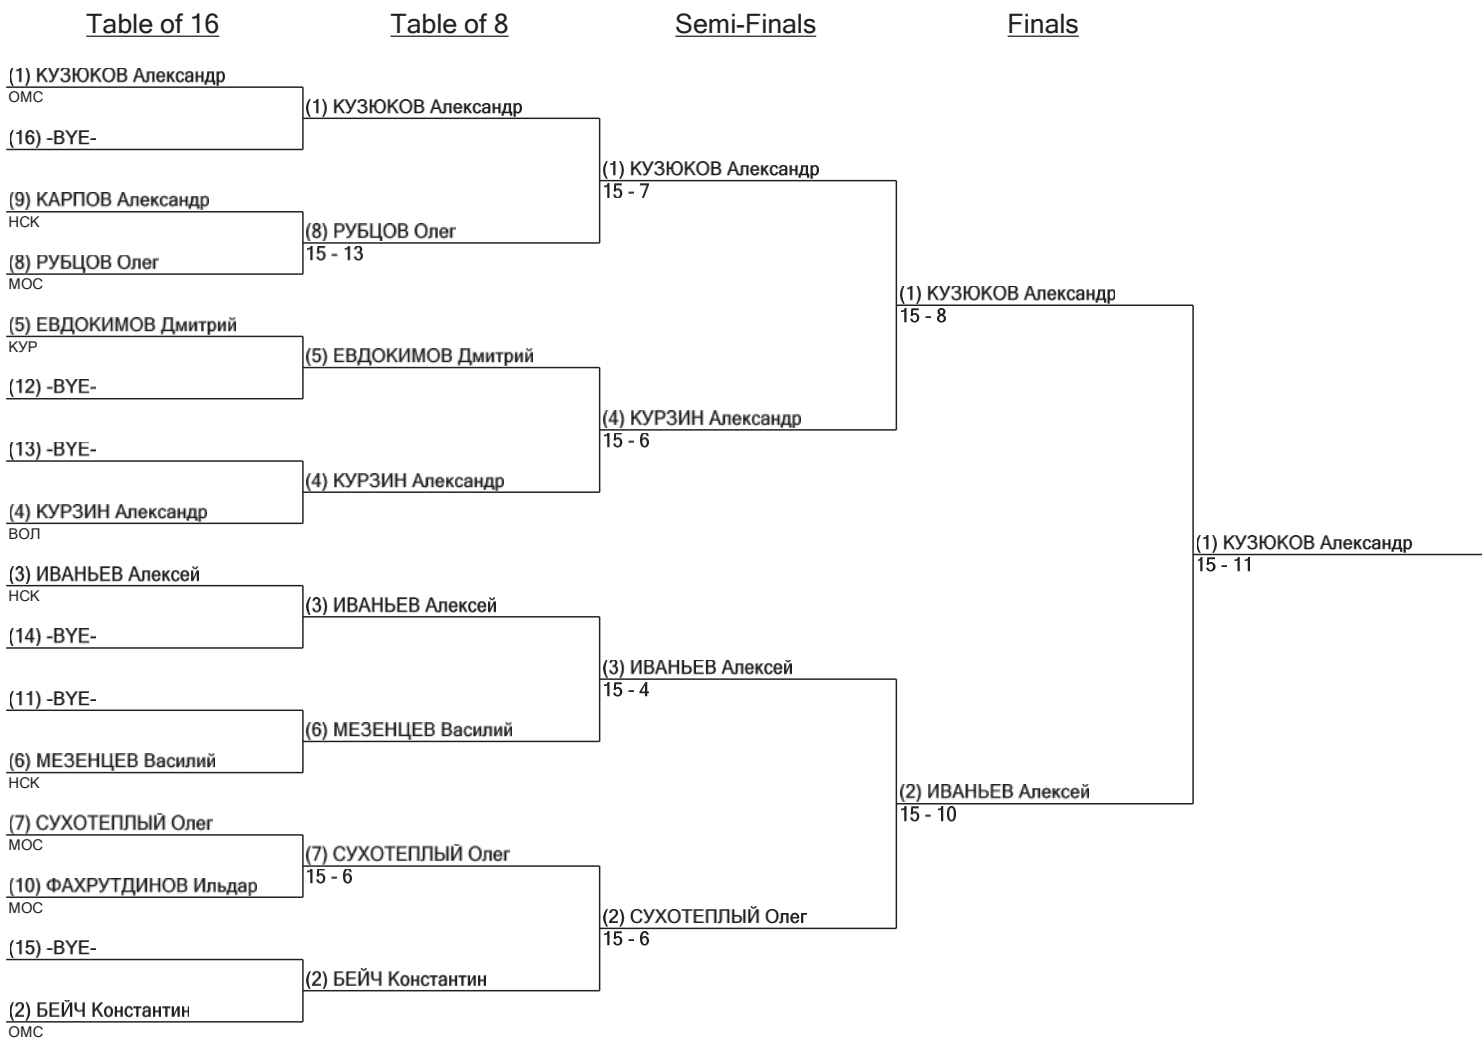 Table of 16
Table of 8
Semi-Finals
Finals
(1) КУЗЮКОВ Александр
ОМС
(16) -BYE-
(9) КАРПОВ Александр
НСК
(8) РУБЦОВ Олег
МОС
(5) ЕВДОКИМОВ Дмитрий
КУР
(12) -BYE-
(13) -BYE-
(4) КУРЗИН Александр
ВОЛ
(3) ИВАНЬЕВ Алексей
НСК
(14) -BYE-
(11) -BYE-
(6) МЕЗЕНЦЕВ Василий
НСК
(7) СУХОТЕПЛЫЙ Олег
МОС
(10) ФАХРУТДИНОВ Ильдар
МОС
(15) -BYE-
(2) БЕЙЧ Константин
ОМС
(1) КУЗЮКОВ Александр
(8) РУБЦОВ Олег
15 - 13
(5) ЕВДОКИМОВ Дмитрий
(4) КУРЗИН Александр
(3) ИВАНЬЕВ Алексей
(6) МЕЗЕНЦЕВ Василий
(7) СУХОТЕПЛЫЙ Олег
15 - 6
(2) БЕЙЧ Константин
(1) КУЗЮКОВ Александр
15 - 7
(4) КУРЗИН Александр
15 - 6
(3) ИВАНЬЕВ Алексей
15 - 4
(2) СУХОТЕПЛЫЙ Олег
15 - 6
(1) КУЗЮКОВ Александр
15 - 8
(2) ИВАНЬЕВ Алексей
15 - 10
(1) КУЗЮКОВ Александр
15 - 11